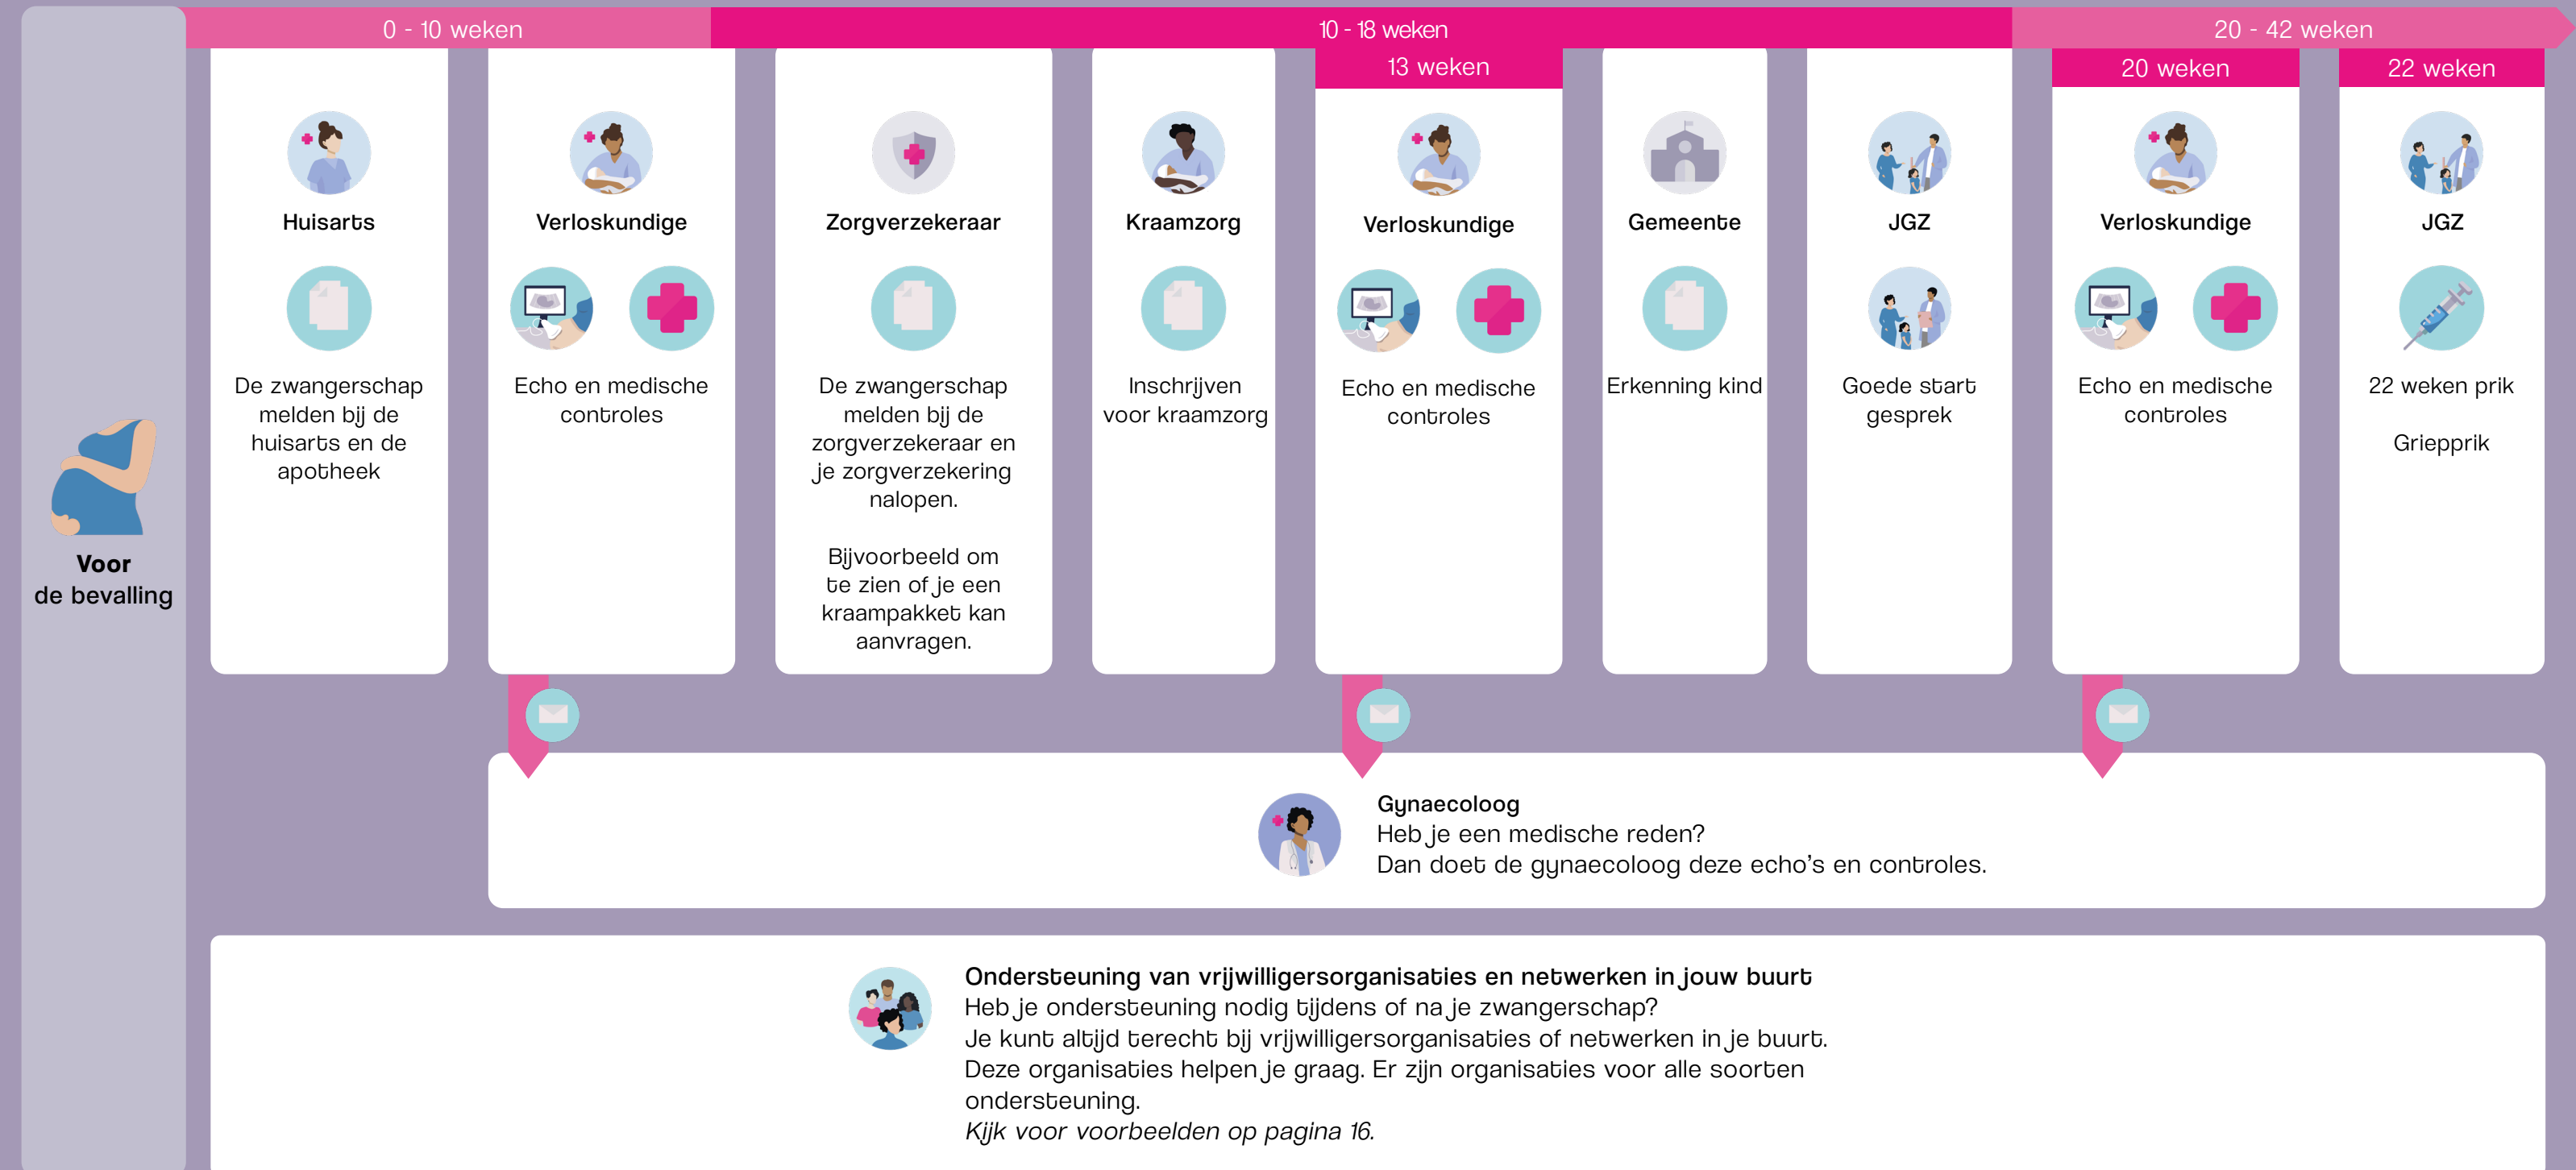 0 - 10 weken
10 - 18 weken
20 - 42 weken
13 weken
20 weken
22 weken
Voor
de bevalling
Huisarts
De zwangerschap
melden bij de
huisarts en de
apotheek
Verloskundige
Echo en medische
controles
Zorgverzekeraar
De zwangerschap
melden bij de
zorgverzekeraar en
je zorgverzekering
nalopen.
Bijvoorbeeld om
te zien of je een
kraampakket kan
aanvragen.
Kraamzorg
Inschrijven
voor kraamzorg
Verloskundige
Echo en medische
controles
Gemeente
Erkenning kind
JGZ
Goede start
gesprek
Verloskundige
Echo en medische
controles
JGZ
22 weken prik
Griepprik
Gynaecoloog
Heb je een medische reden?
Dan doet de gynaecoloog deze echo's en controles.
Ondersteuning van vrijwilligersorganisaties en netwerken in jouw buurt
Heb je ondersteuning nodig tijdens of na je zwangerschap?
Je kunt altijd terecht bij vrijwilligersorganisaties of netwerken in je buurt.
Deze organisaties helpen je graag. Er zijn organisaties voor alle soorten
ondersteuning.
Kijk voor voorbeelden op pagina 16.